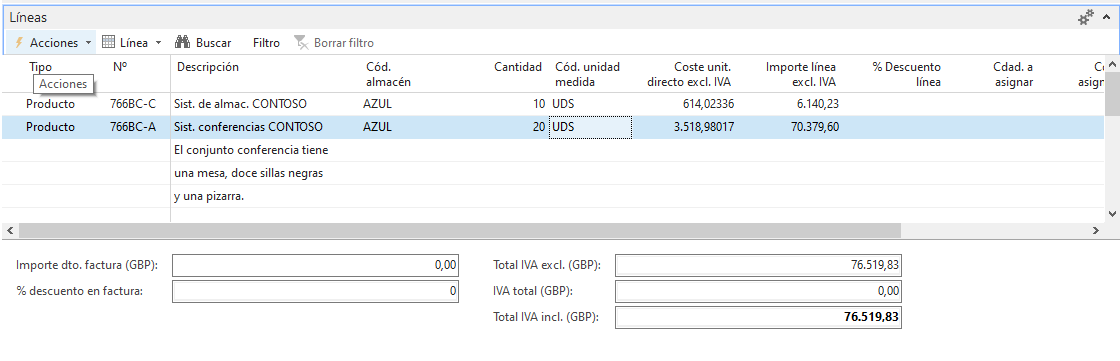 Líneas
Acciones Línea Buscar Filtro Borrar filtro
Tipo Nº Descripción Cód. almacén Cantidad Cód. unidad medida Coste unit. directo excl. IVA Importe línea excl. IVA % Descuento línea Cdad. a asignar
Acciones
Producto 766BC-C Sist. de almac. CONTOSO AZUL 10 UDS 614,02336 6.140,23
Producto 766BC-A Sist. conferencias CONTOSO AZUL 20 UDS 3.518,98017 70.379,60
El conjunto conferencia tiene
una mesa, doce sillas negras
y una pizarra.
Importe dto. factura (GBP): 0,00 Total IVA excl. (GBP): 76.519,83
% descuento en factura: 0 IVA total (GBP): 0,00
Total IVA incl. (GBP): 76.519,83